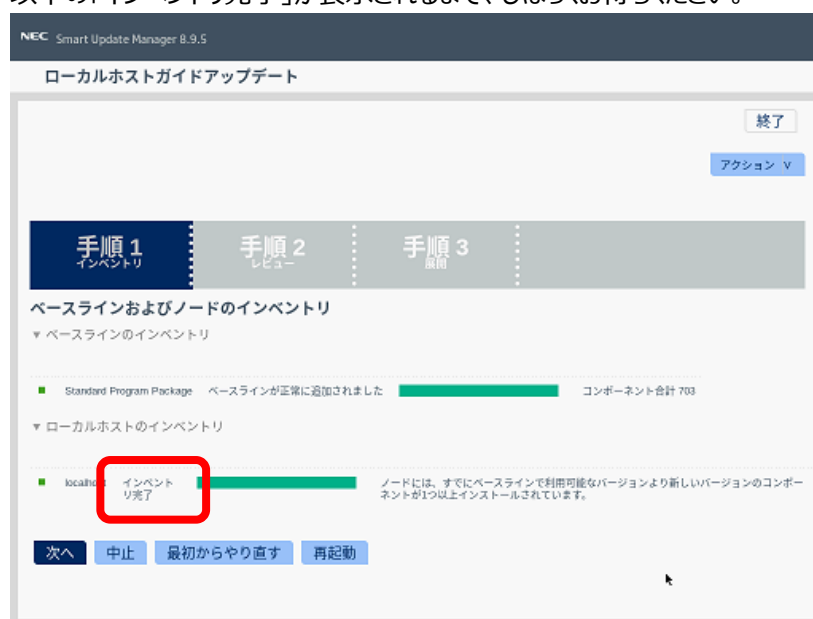 以下の「インベントリ完了」が表示されるまで、しばらくお待ちください。
NEC Smart Update Manager 8.9.5
ローカルホストガイドアップデート
終了
アクション ∨
手順 1
インベントリ
手順 2
レビュー
手順 3
展開
ベースラインおよびノードのインベントリ
▼ ベースラインのインベントリ
Standard Program Package ベースラインが正常に追加されました コンポーネント合計 703
▼ ローカルホストのインベントリ
localhost インベント
リ完了
ノードには、すでにベースラインで利用可能なバージョンより新しいバージョンのコンポー
ネントが1つ以上インストールされています。
次へ 中止 最初からやり直す 再起動